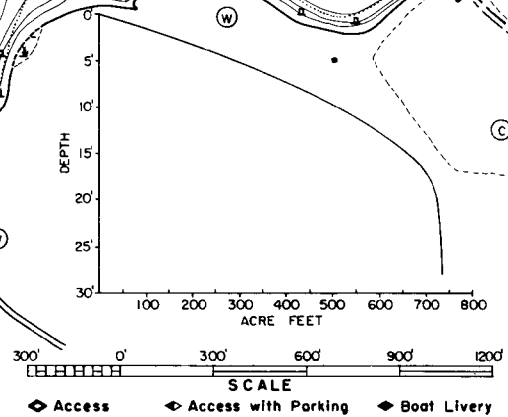 W
0'
5'
10'
C
DEPTH
15'
20'
25'
30'
100 200 300 400 500 600 700 800
ACRE FEET
300' 0' 300' 600' 900' 1200'
SCALE
Access Access with Parking Boat Livery